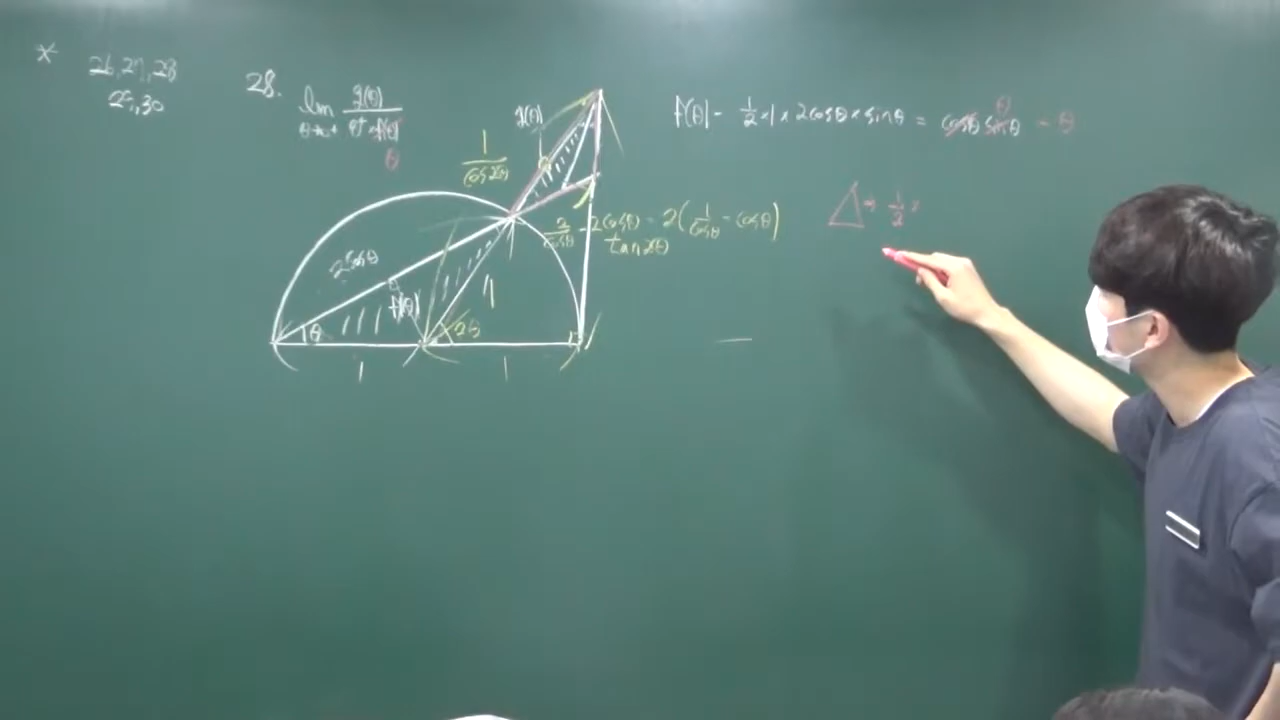 *
26,27,28
29,30
28.
lim g(θ)/(θ⁴×f(θ))
θ→0+
θ
g(θ)
1/cos2θ
f(θ) = 1/2×1×2cosθ×sinθ = cosθ sinθ = θ
θ
△ ⇒ 1/2 ×
2/cosθ - 2cosθ = 2(1/cosθ - cosθ)
tan2θ
2cosθ
θ
f(θ)
1
2θ
1
1